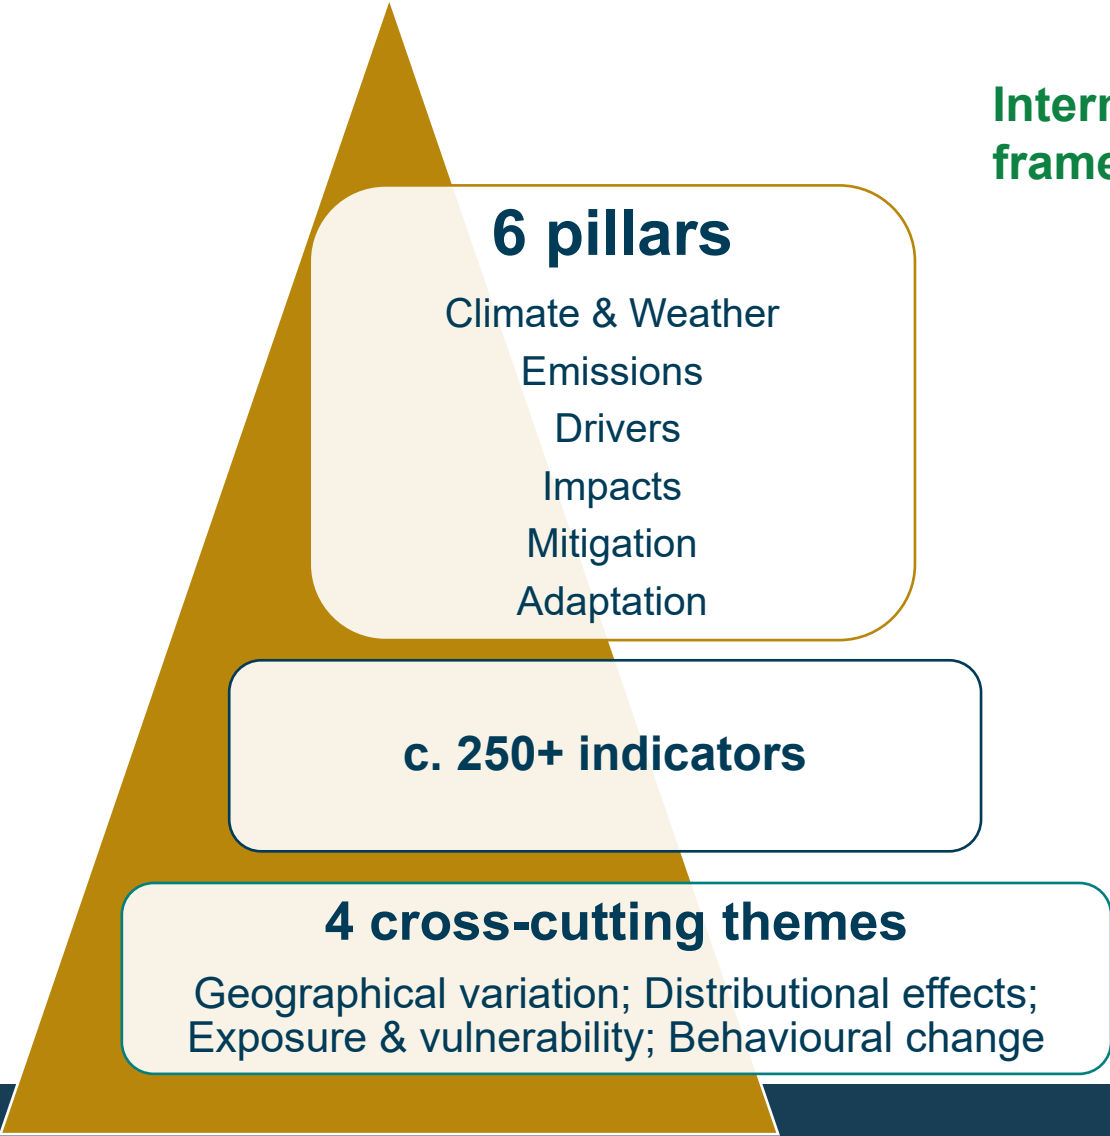 6 pillars
Climate & Weather
Emissions
Drivers
Impacts
Mitigation
Adaptation
c. 250+ indicators
4 cross-cutting themes
Geographical variation; Distributional effects;
Exposure & vulnerability; Behavioural change